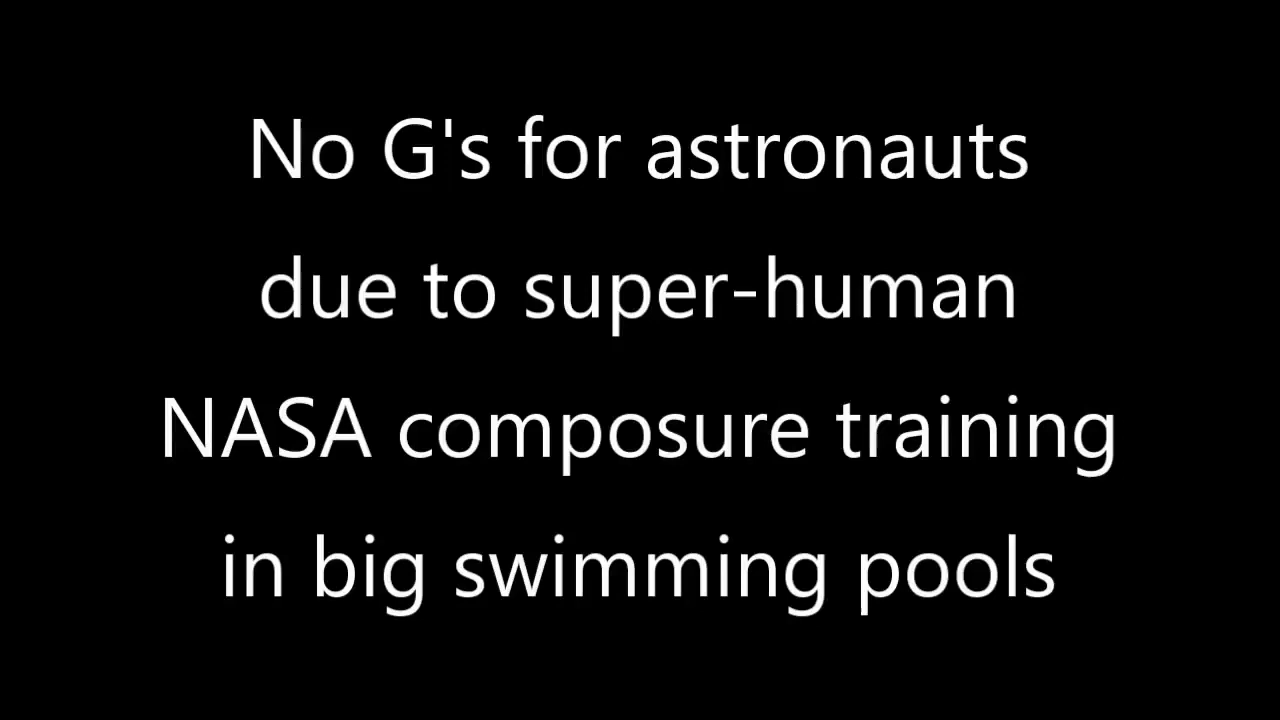 No G's for astronauts
due to super-human
NASA composure training
in big swimming pools